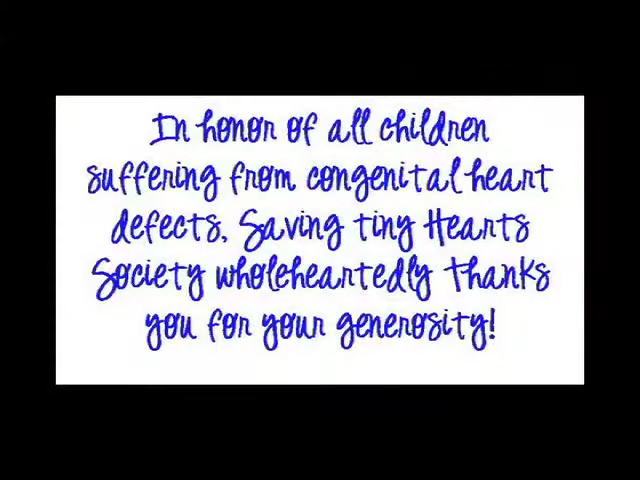 In honor of all children
suffering from congenital heart
defects, Saving tiny Hearts
Society wholeheartedly thanks
you for your generosity!